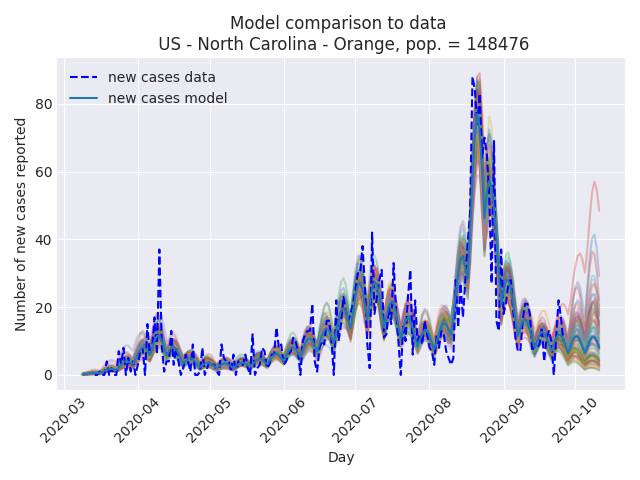 Model comparison to data
US - North Carolina - Orange, pop. = 148476
new cases data
new cases model
Number of new cases reported
80
60
40
20
0
2020-03
2020-04
2020-05
2020-06
2020-07
2020-08
2020-09
2020-10
Day